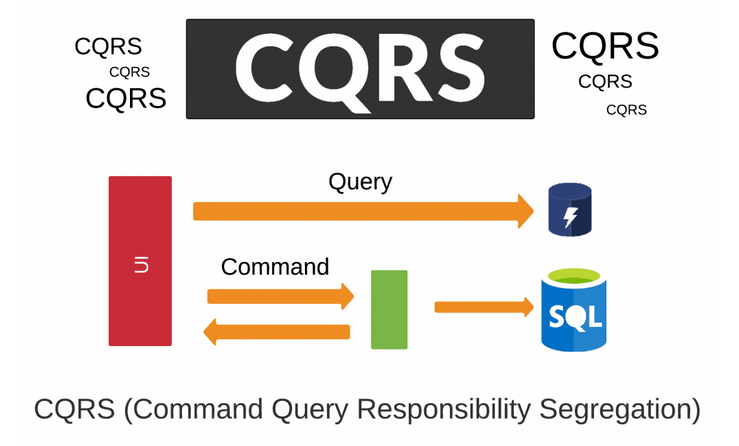 CQRS
CQRS
CQRS
CQRS
CQRS
CQRS
CQRS
Query
UI
Command
SQL
CQRS (Command Query Responsibility Segregation)